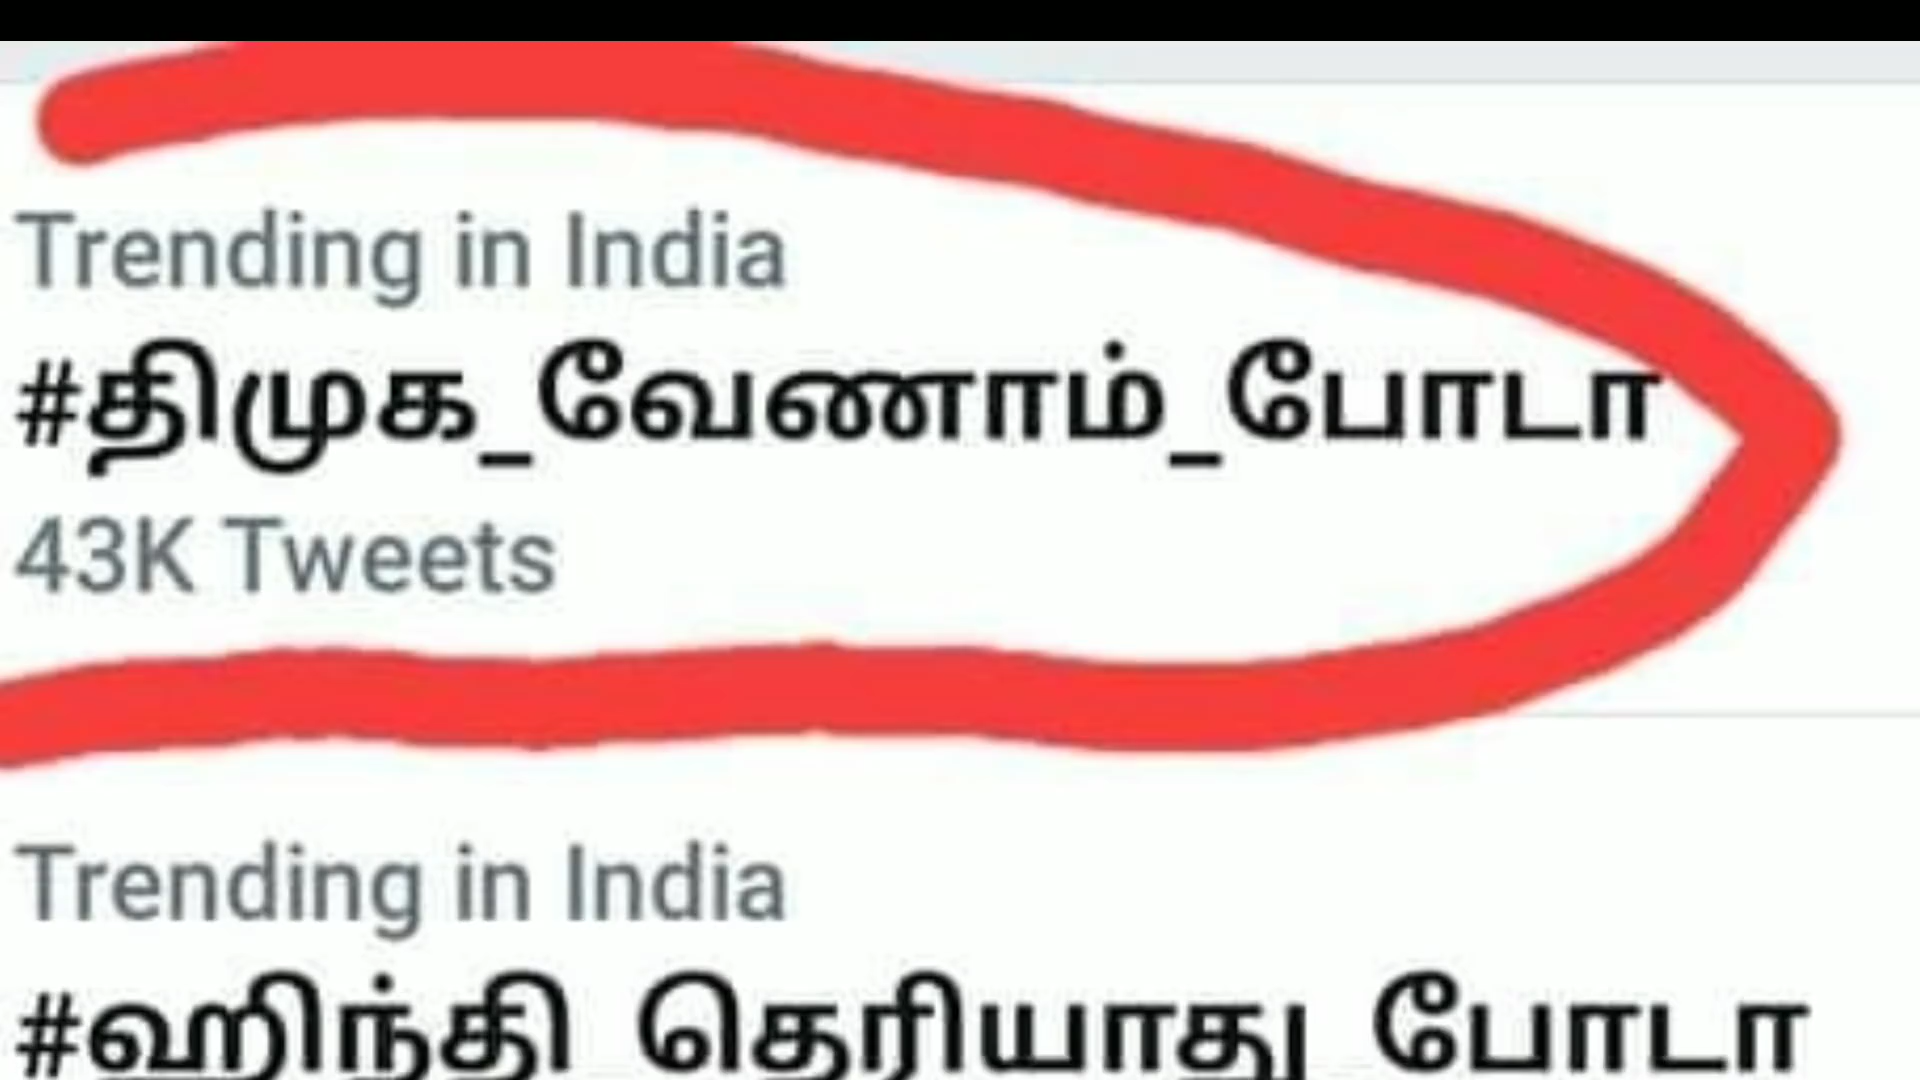 Trending in India
#திமுக_வேணாம்_போடா
43K Tweets
Trending in India
#ஹிந்தி_தெரியாது_போடா